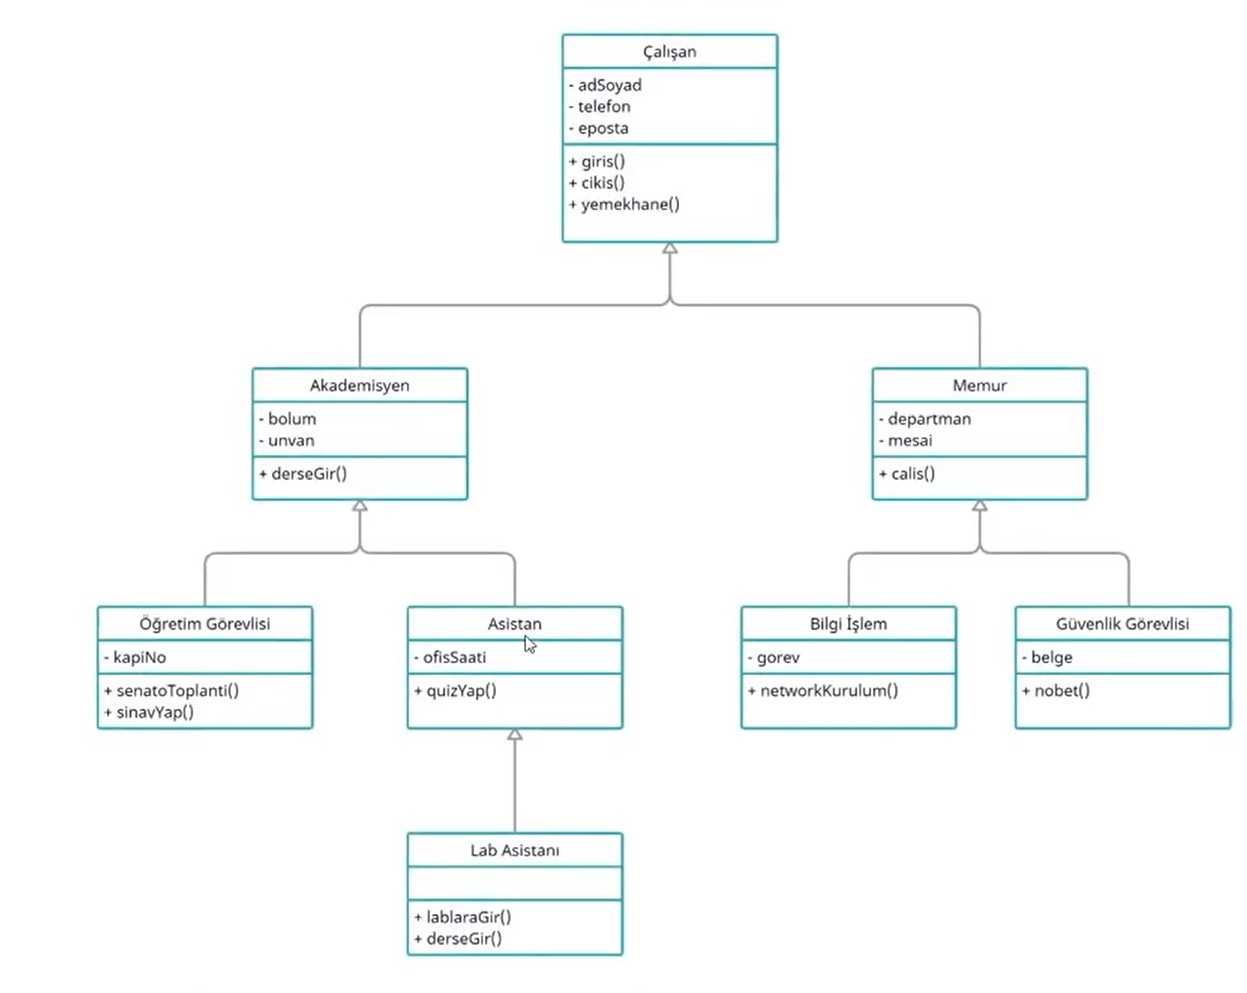 Çalışan
- adSoyad
- telefon
- eposta
+ giris()
+ cikis()
+ yemekhane()
Akademisyen
- bolum
- unvan
+ derseGir()
Memur
- departman
- mesai
+ calis()
Öğretim Görevlisi
- kapiNo
+ senatoToplanti()
+ sinavYap()
Asistan
- ofisSaati
+ quizYap()
Bilgi İşlem
- gorev
+ networkKurulum()
Güvenlik Görevlisi
- belge
+ nobet()
Lab Asistanı
+ lablaraGir()
+ derseGir()